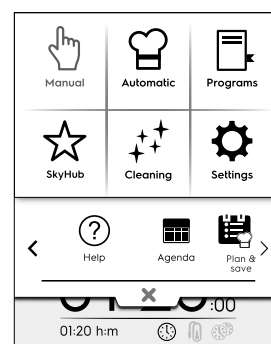 Manual Automatic Programs
SkyHub Cleaning Settings
?
Help Agenda Plan &
save
:00
01:20 h:m